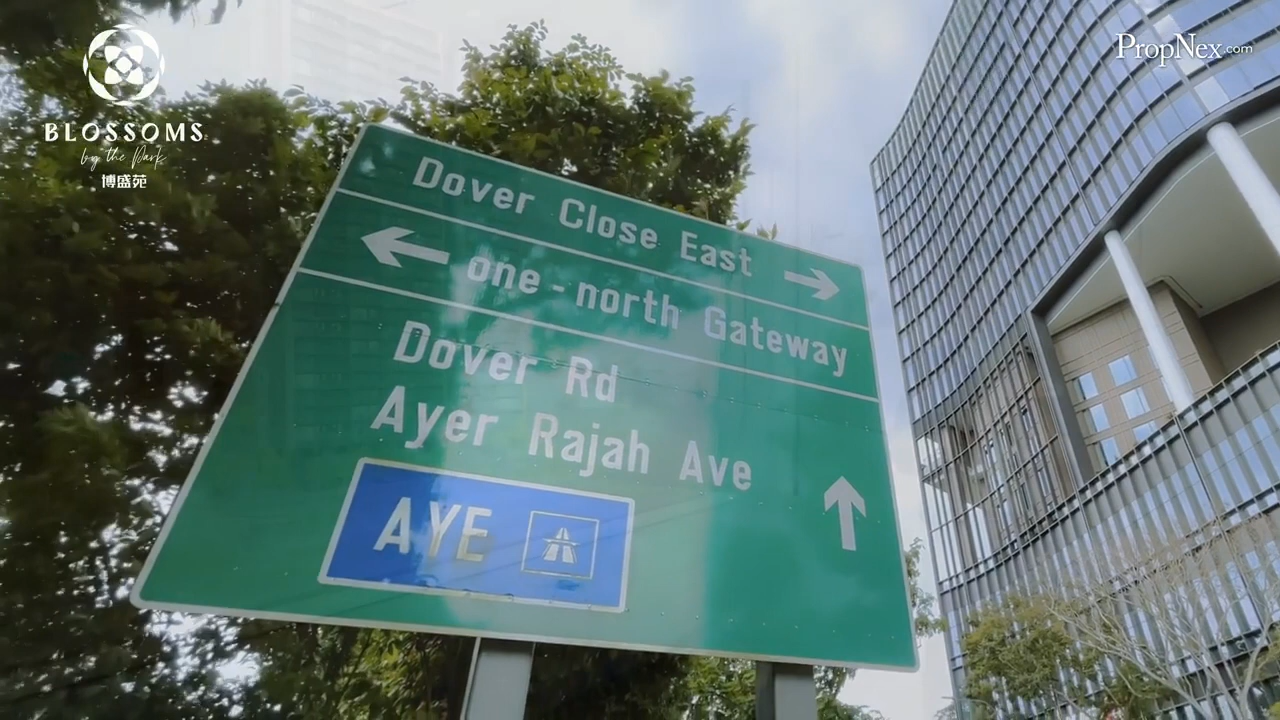 BLOSSOMS
by the Park
博盛苑
PropNex.com
Dover Close East
one-north Gateway
Dover Rd
Ayer Rajah Ave
AYE